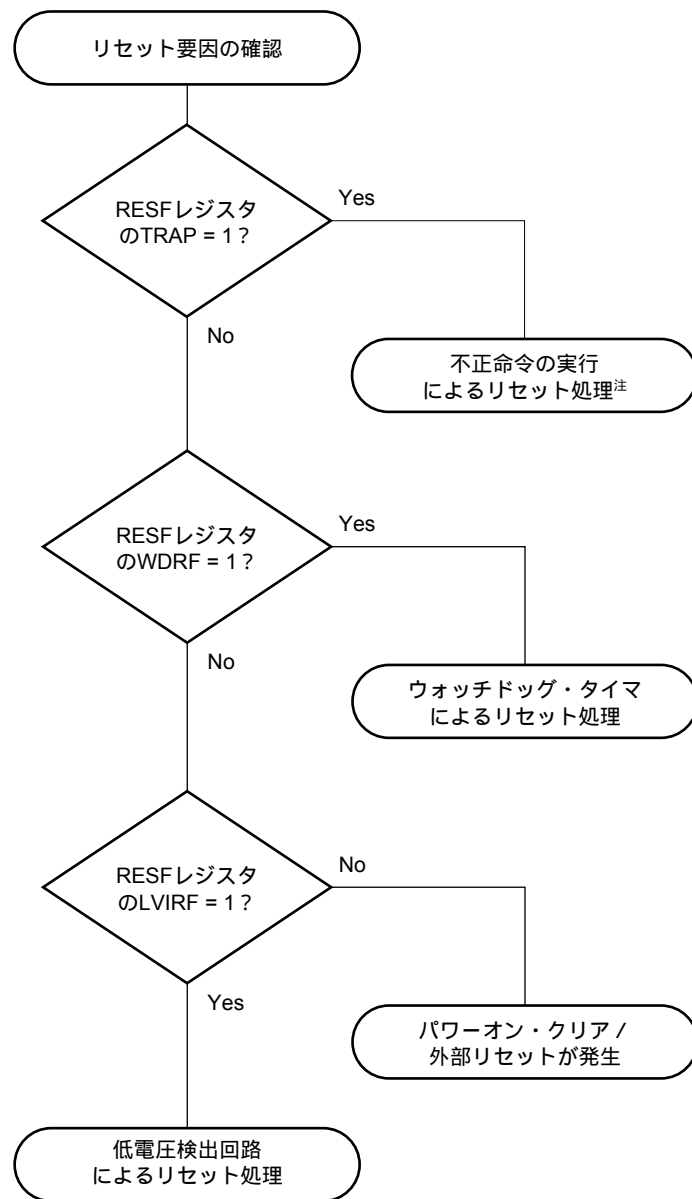 リセット要因の確認
RESFレジスタ
のTRAP = 1？
Yes
No
不正命令の実行
によるリセット処理注
RESFレジスタ
のWDRF = 1？
Yes
No
ウォッチドッグ・タイマ
によるリセット処理
RESFレジスタ
のLVIRF = 1？
No
Yes
パワーオン・クリア /
外部リセットが発生
低電圧検出回路
によるリセット処理